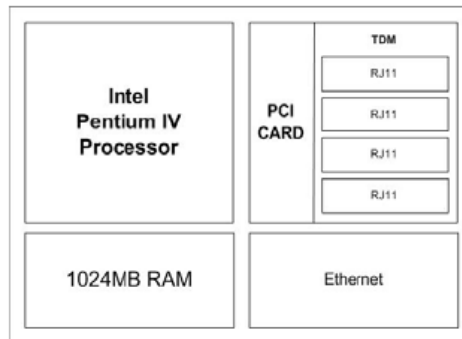 Intel
Pentium IV
Processor
PCI
CARD
TDM
RJ11
RJ11
RJ11
RJ11
1024MB RAM
Ethernet